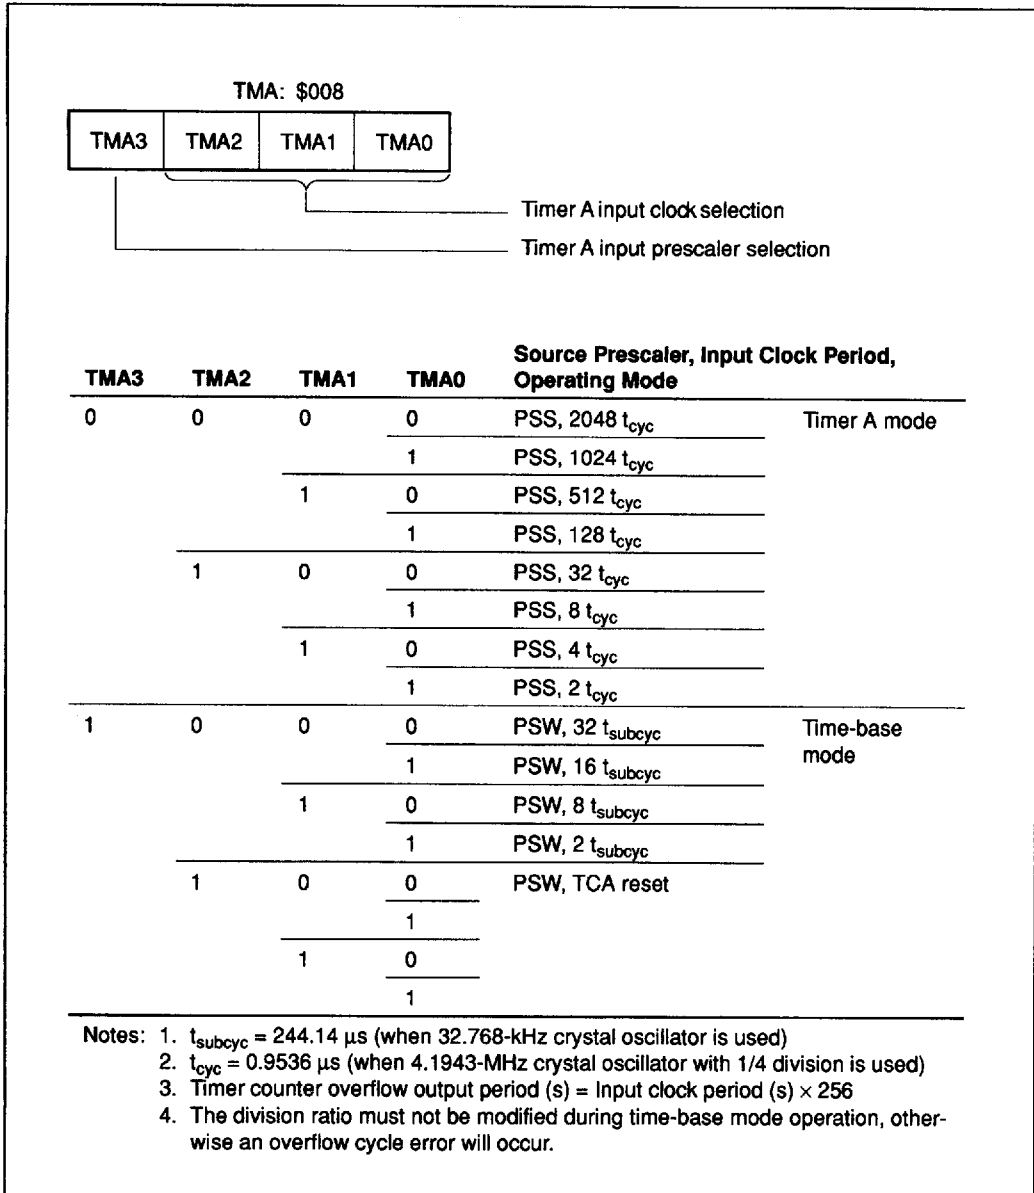 TMA: $008
TMA3 TMA2 TMA1 TMA0
Timer A input clock selection
Timer A input prescaler selection
Source Prescaler, Input Clock Period,
TMA3 TMA2 TMA1 TMA0 Operating Mode
0 0 0 0 PSS, 2048 tcyc Timer A mode
1 PSS, 1024 tcyc
1 0 PSS, 512 tcyc
1 PSS, 128 tcyc
1 0 0 PSS, 32 tcyc
1 PSS, 8 tcyc
1 0 PSS, 4 tcyc
1 PSS, 2 tcyc
1 0 0 0 PSW, 32 tsubcyc Time-base
mode
1 PSW, 16 tsubcyc
1 0 PSW, 8 tsubcyc
1 PSW, 2 tsubcyc
1 0 0 PSW, TCA reset
1
1 0
1
Notes: 1. tsubcyc = 244.14 µs (when 32.768-kHz crystal oscillator is used)
2. tcyc = 0.9536 µs (when 4.1943-MHz crystal oscillator with 1/4 division is used)
3. Timer counter overflow output period (s) = Input clock period (s) × 256
4. The division ratio must not be modified during time-base mode operation, other-
wise an overflow cycle error will occur.